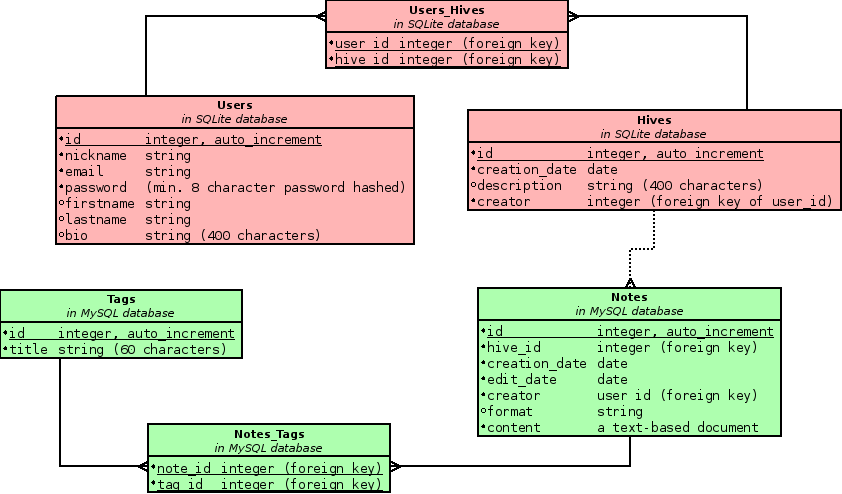 Users_Hives
in SQLite database
user_id integer (foreign key)
hive_id integer (foreign key)
Users
in SQLite database
id integer, auto_increment
nickname string
email string
password (min. 8 character password hashed)
firstname string
lastname string
bio string (400 characters)
Hives
in SQLite database
id integer, auto_increment
creation_date date
description string (400 characters)
creator integer (foreign key of user_id)
Tags
in MySQL database
id integer, auto_increment
title string (60 characters)
Notes
in MySQL database
id integer, auto_increment
hive_id integer (foreign key)
creation_date date
edit_date date
creator user id (foreign key)
format string
content a text-based document
Notes_Tags
in MySQL database
note_id integer (foreign key)
tag_id integer (foreign key)